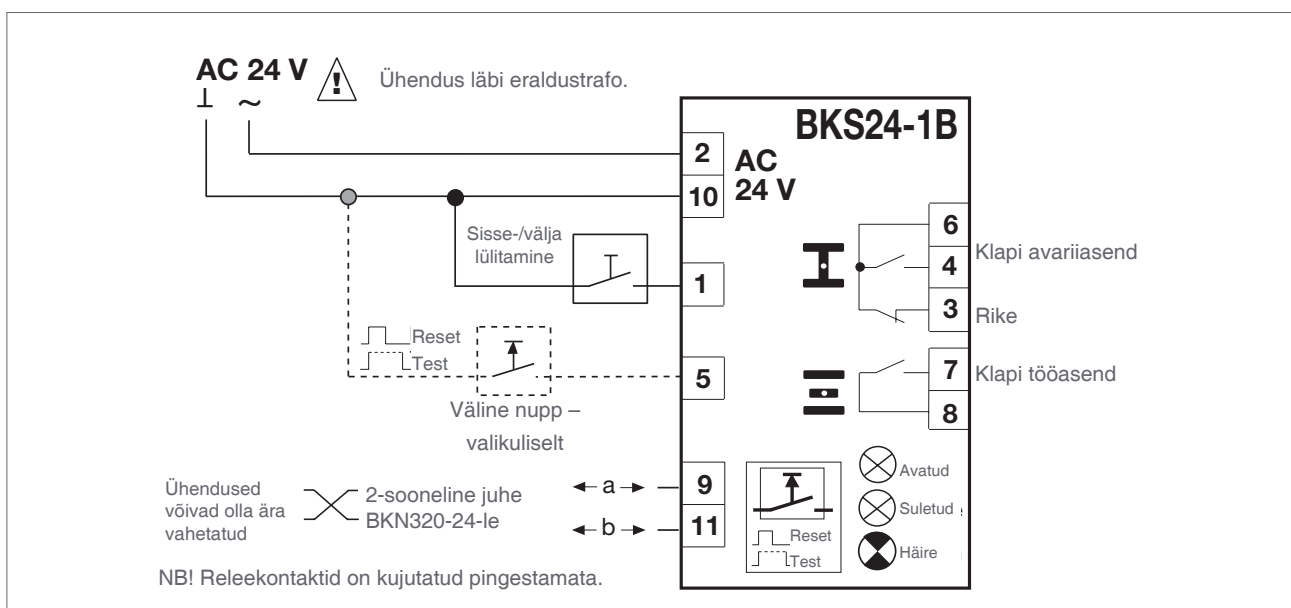 AC 24 V
⊥ ~
!
Ühendus läbi eraldustrafo.
BKS24-1B
2
10
AC
24 V
Sisse-/välja
lülitamine
1
6
4
Klapi avariiasend
3
Rike
Reset
Test
5
7
Klapi tööasend
8
Väline nupp –
valikuliselt
Ühendused
võivad olla ära
vahetatud
2-sooneline juhe
BKN320-24-le
a
9
b
11
Reset
Test
Avatud
Suletud
Häire
NB! Releekontaktid on kujutatud pingestamata.